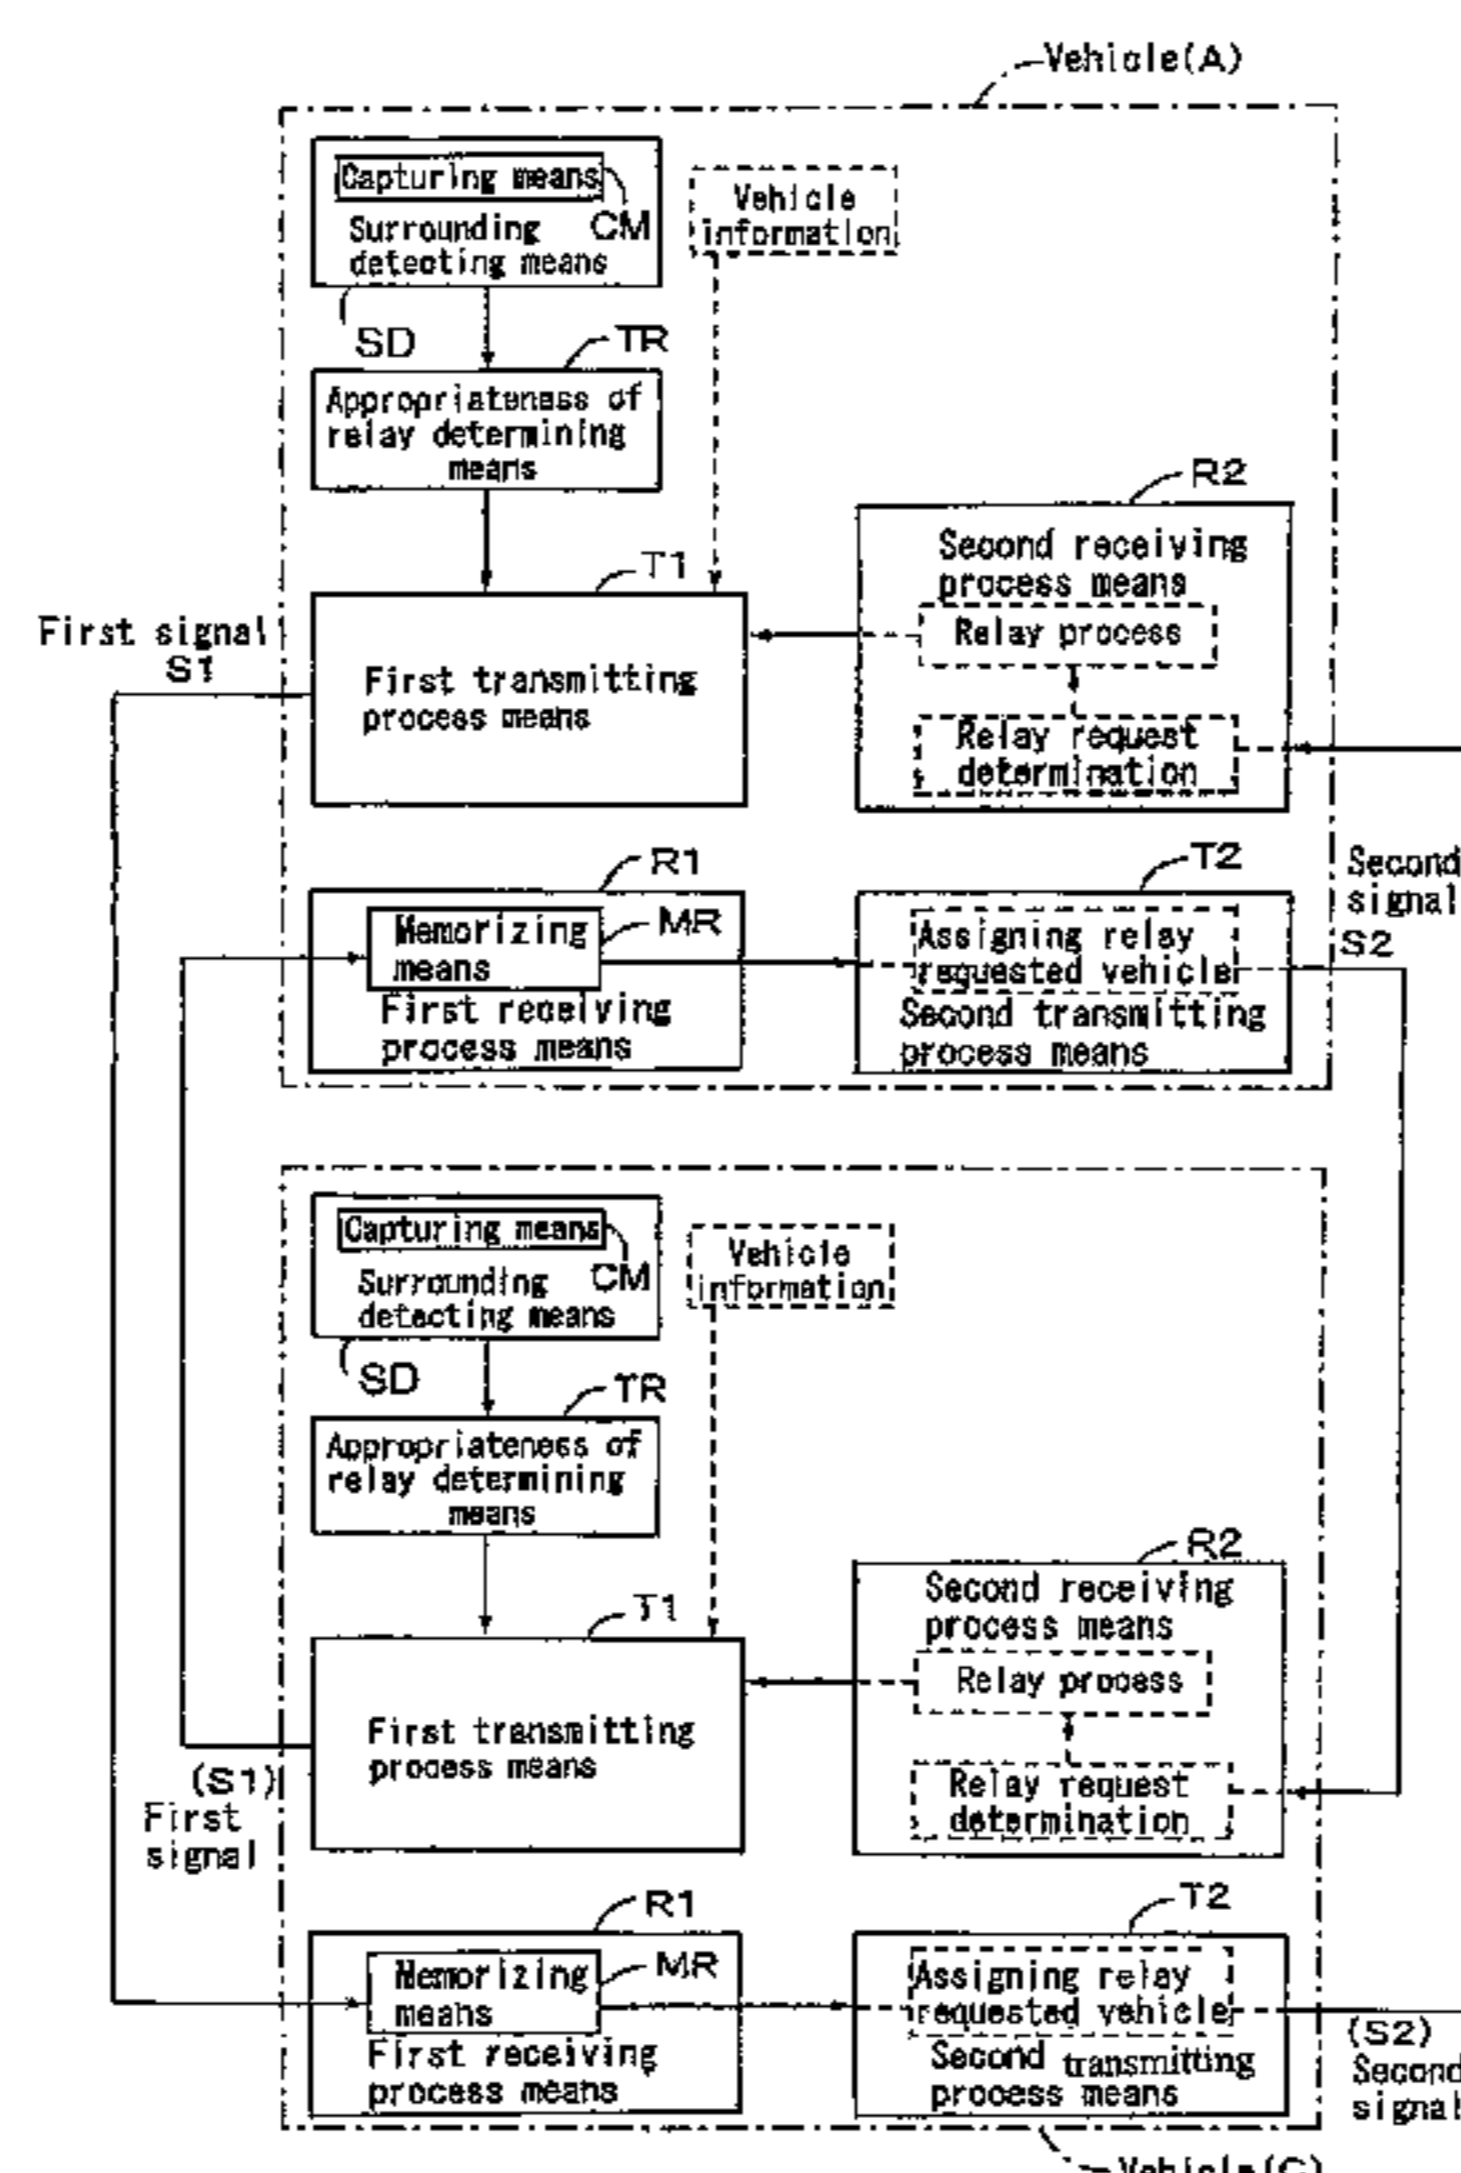 Vehicle(A)
Capturing means
CM
Surrounding
detecting means
SD
Vehicle
information
TR
Appropriateness of
relay determining
means
T1
First signal
S1
First transmitting
process means
R2
Second receiving
process means
Relay process
Relay request
determination
R1
Memorizing
means
MR
First receiving
process means
T2
Assigning relay
requested vehicle
Second transmitting
process means
Second
signal
S2
Capturing means
CM
Surrounding
detecting means
SD
Vehicle
information
TR
Appropriateness of
relay determining
means
T1
First transmitting
process means
(S1)
First
signal
R2
Second receiving
process means
Relay process
Relay request
determination
R1
Memorizing
means
MR
First receiving
process means
T2
Assigning relay
requested vehicle
Second transmitting
process means
(S2)
Second
signal
Vehicle(C)